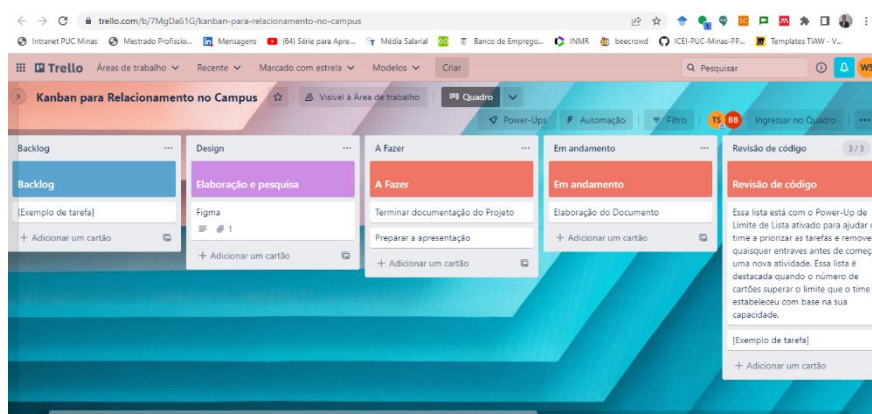 trello.com/b/7MgDa61G/kanban-para-relacionamento-no-campus
Intranet PUC Minas Mestrado Profissio... Mensagens (64) Série para Apre... Média Salarial Banco de Emprego... INMR beecrowd ICEI-PUC-Minas-PP... Templates TIAW - V...
Trello Áreas de trabalho Recente Marcado com estrela Modelos Criar Pesquisar WS
Kanban para Relacionamento no Campus Visível à Área de trabalho Quadro
Power-Ups Automação Filtro TS BB Ingressar no Quadro
Backlog
Backlog
[Exemplo de tarefa]
+ Adicionar um cartão
Design
Elaboração e pesquisa
Figma
1
+ Adicionar um cartão
A Fazer
A Fazer
Terminar documentação do Projeto
Preparar a apresentação
+ Adicionar um cartão
Em andamento
Em andamento
Elaboração do Documento
+ Adicionar um cartão
Revisão de código 3/3
Revisão de código
Essa lista está com o Power-Up de
Limite de Lista ativado para ajudar
time a priorizar as tarefas e remove
quaisquer entraves antes de começ
uma nova atividade. Essa lista é
destacada quando o número de
cartões superar o limite que o time
estabeleceu com base na sua
capacidade.
[Exemplo de tarefa]
+ Adicionar um cartão